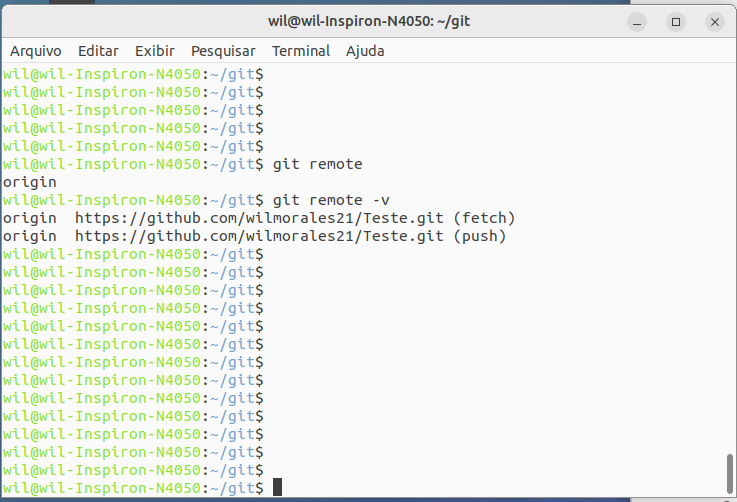 wil@wil-Inspiron-N4050: ~/git
Arquivo Editar Exibir Pesquisar Terminal Ajuda
wil@wil-Inspiron-N4050:~/git$
wil@wil-Inspiron-N4050:~/git$
wil@wil-Inspiron-N4050:~/git$
wil@wil-Inspiron-N4050:~/git$
wil@wil-Inspiron-N4050:~/git$
wil@wil-Inspiron-N4050:~/git$ git remote
origin
wil@wil-Inspiron-N4050:~/git$ git remote -v
origin  https://github.com/wilmorales21/Teste.git (fetch)
origin  https://github.com/wilmorales21/Teste.git (push)
wil@wil-Inspiron-N4050:~/git$
wil@wil-Inspiron-N4050:~/git$
wil@wil-Inspiron-N4050:~/git$
wil@wil-Inspiron-N4050:~/git$
wil@wil-Inspiron-N4050:~/git$
wil@wil-Inspiron-N4050:~/git$
wil@wil-Inspiron-N4050:~/git$
wil@wil-Inspiron-N4050:~/git$
wil@wil-Inspiron-N4050:~/git$
wil@wil-Inspiron-N4050:~/git$
wil@wil-Inspiron-N4050:~/git$
wil@wil-Inspiron-N4050:~/git$
wil@wil-Inspiron-N4050:~/git$
wil@wil-Inspiron-N4050:~/git$